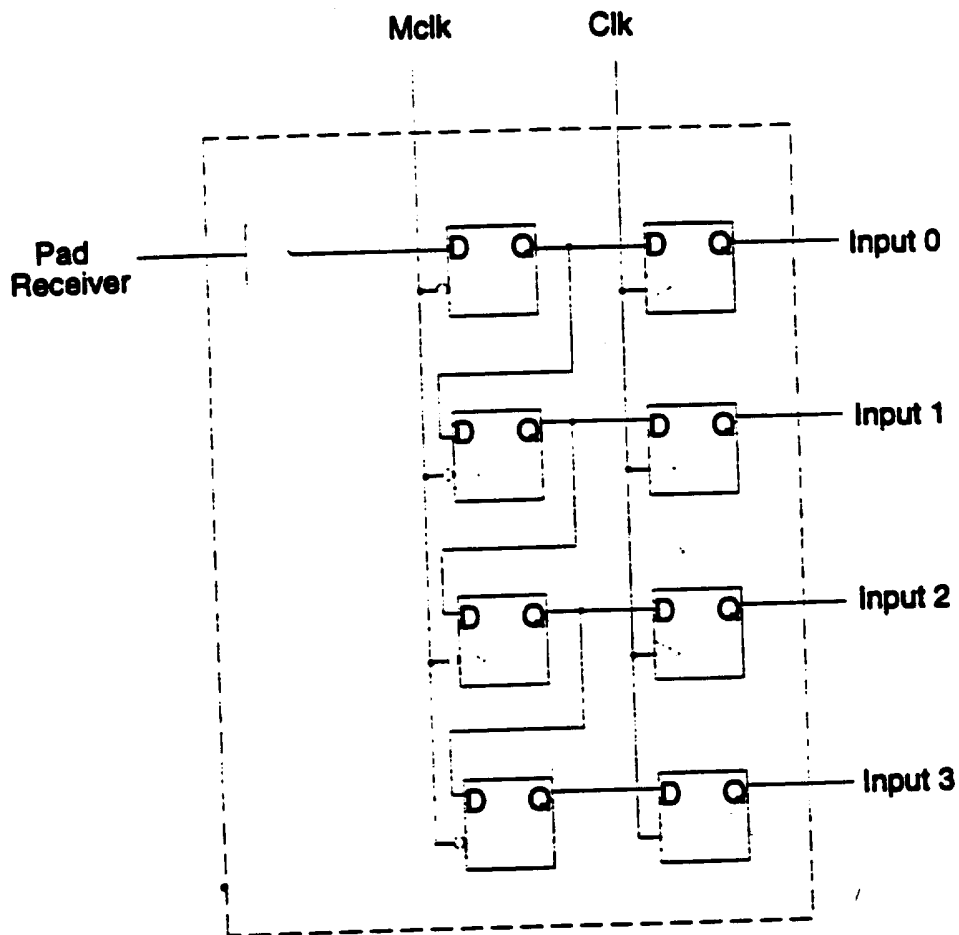 Mclk Clk
Pad
Receiver
D Q D Q Input 0
D Q D Q Input 1
D Q D Q Input 2
D Q D Q Input 3